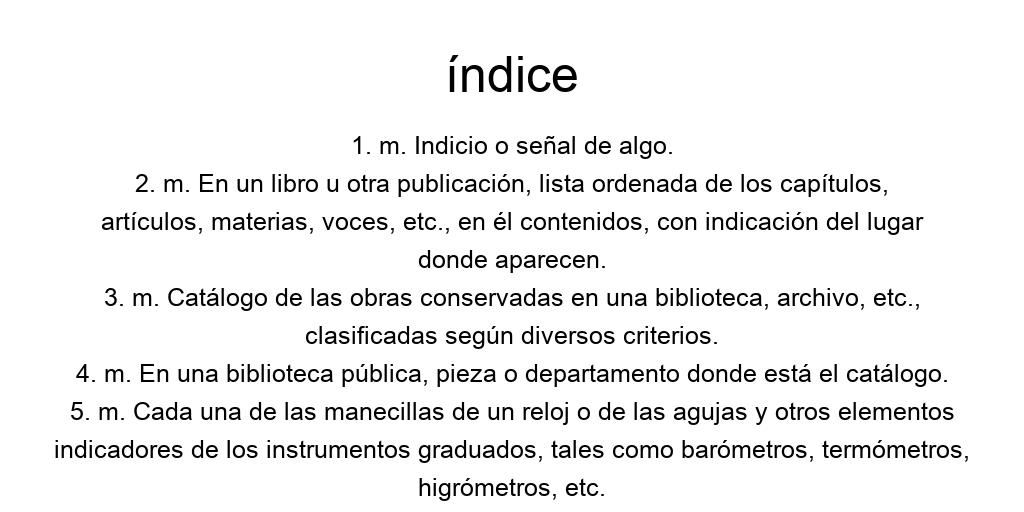 índice
1. m. Indicio o señal de algo.
2. m. En un libro u otra publicación, lista ordenada de los capítulos,
artículos, materias, voces, etc., en él contenidos, con indicación del lugar
donde aparecen.
3. m. Catálogo de las obras conservadas en una biblioteca, archivo, etc.,
clasificadas según diversos criterios.
4. m. En una biblioteca pública, pieza o departamento donde está el catálogo.
5. m. Cada una de las manecillas de un reloj o de las agujas y otros elementos
indicadores de los instrumentos graduados, tales como barómetros, termómetros,
higrómetros, etc.